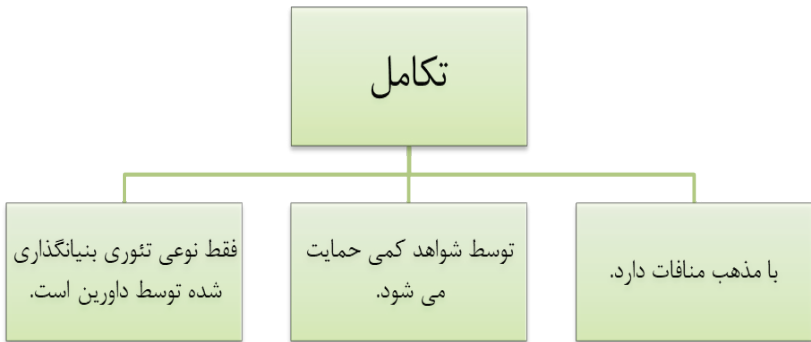 تکامل
با مذهب منافات دارد.
توسط شواهد کمی حمایت
می شود.
فقط نوعی تئوری بنیانگذاری
شده توسط داورین است.